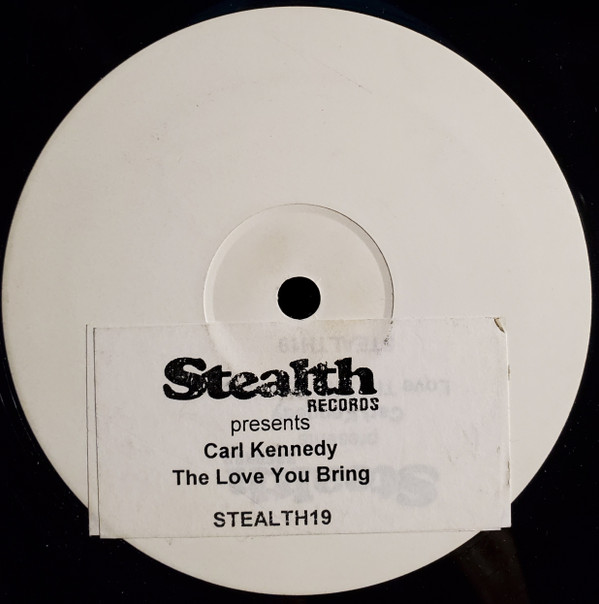 Stealth
RECORDS
presents
Carl Kennedy
The Love You Bring
STEALTH19